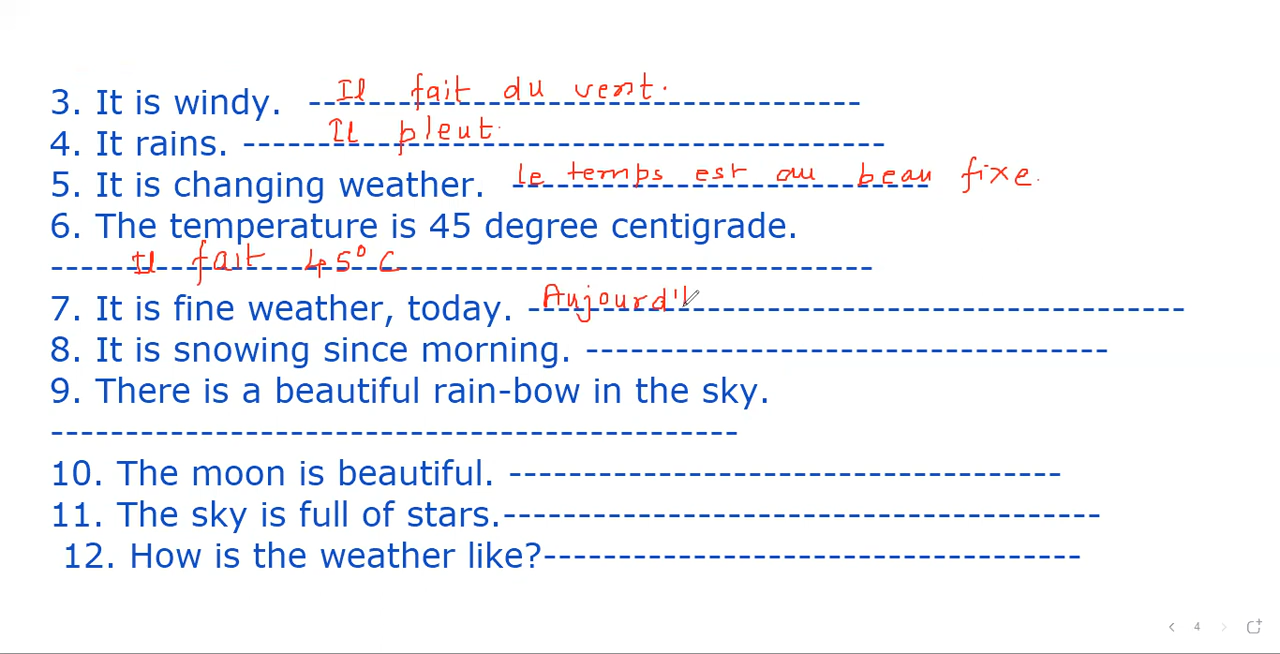 3. It is windy. Il fait du vent.
4. It rains. Il pleut.
5. It is changing weather. le temps est au beau fixe.
6. The temperature is 45 degree centigrade.
Il fait 45°C
7. It is fine weather, today. Aujourd'h
8. It is snowing since morning.
9. There is a beautiful rain-bow in the sky.
10. The moon is beautiful.
11. The sky is full of stars.
12. How is the weather like?
4